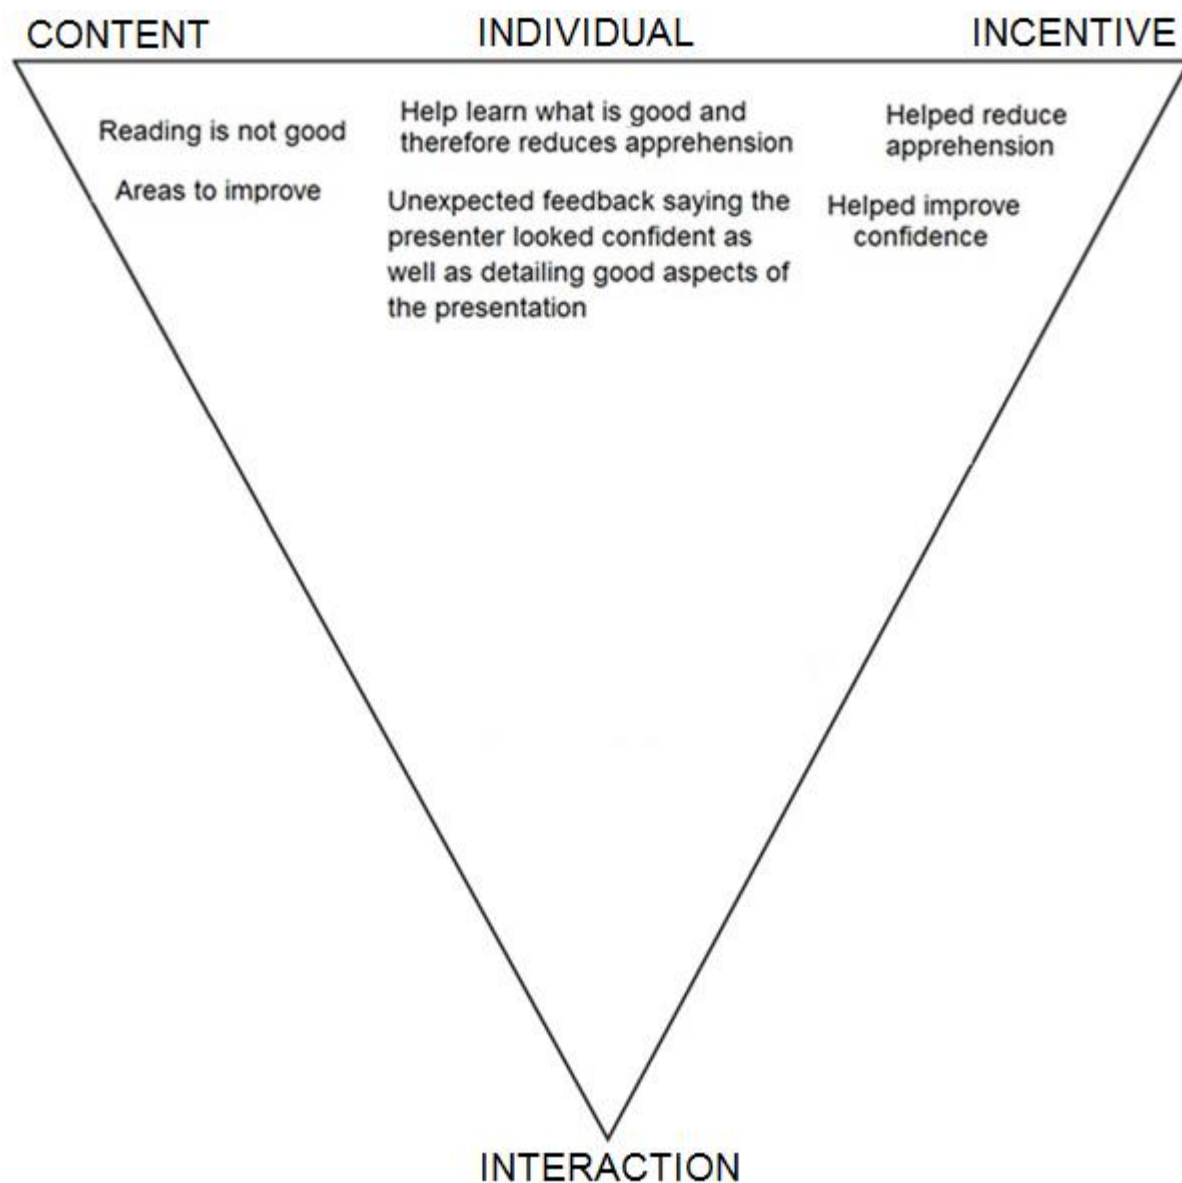 CONTENT
INDIVIDUAL
INCENTIVE
Reading is not good
Areas to improve
Help learn what is good and
therefore reduces apprehension
Unexpected feedback saying the
presenter looked confident as
well as detailing good aspects of
the presentation
Helped reduce
apprehension
Helped improve
confidence
INTERACTION